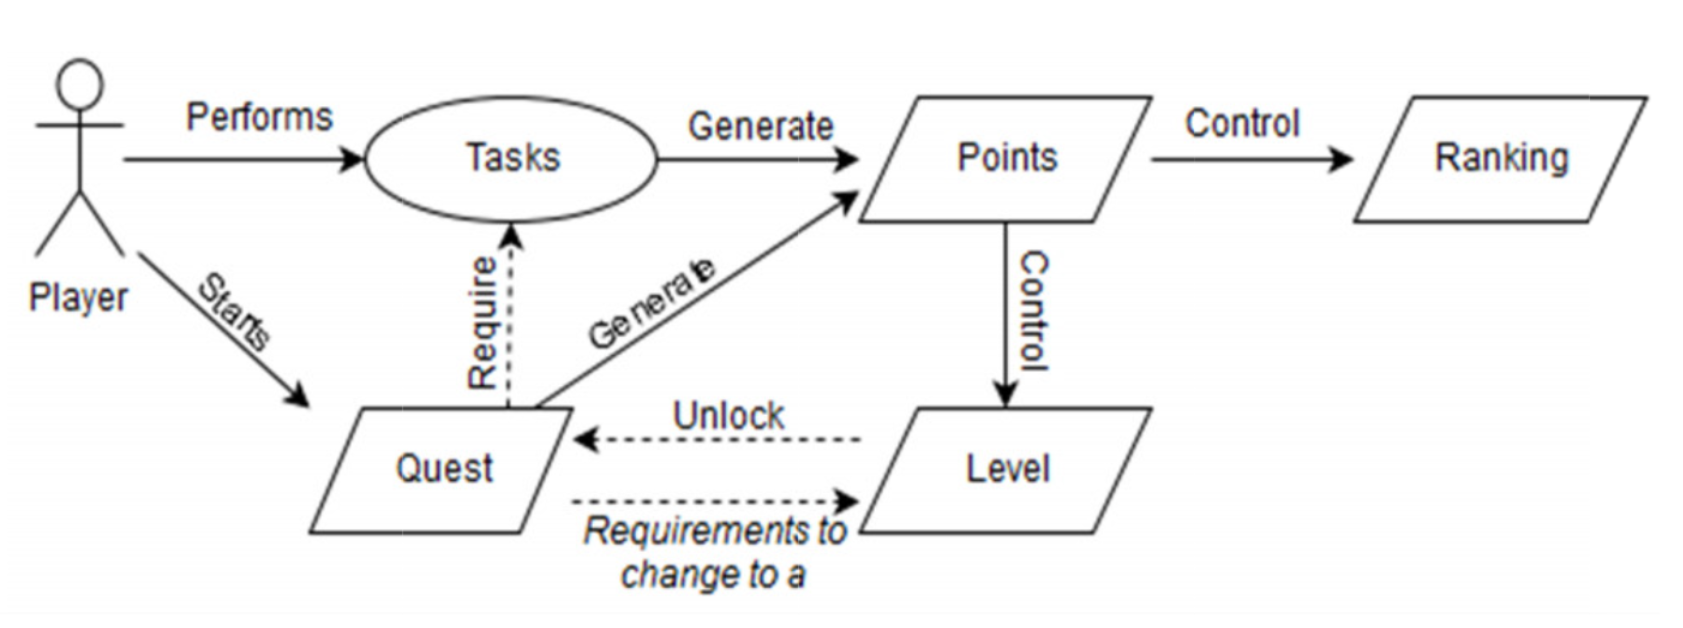 Performs
Tasks
Generate
Points
Control
Ranking
Player
Starts
Require
Generate
Control
Quest
Unlock
Level
Requirements to
change to a